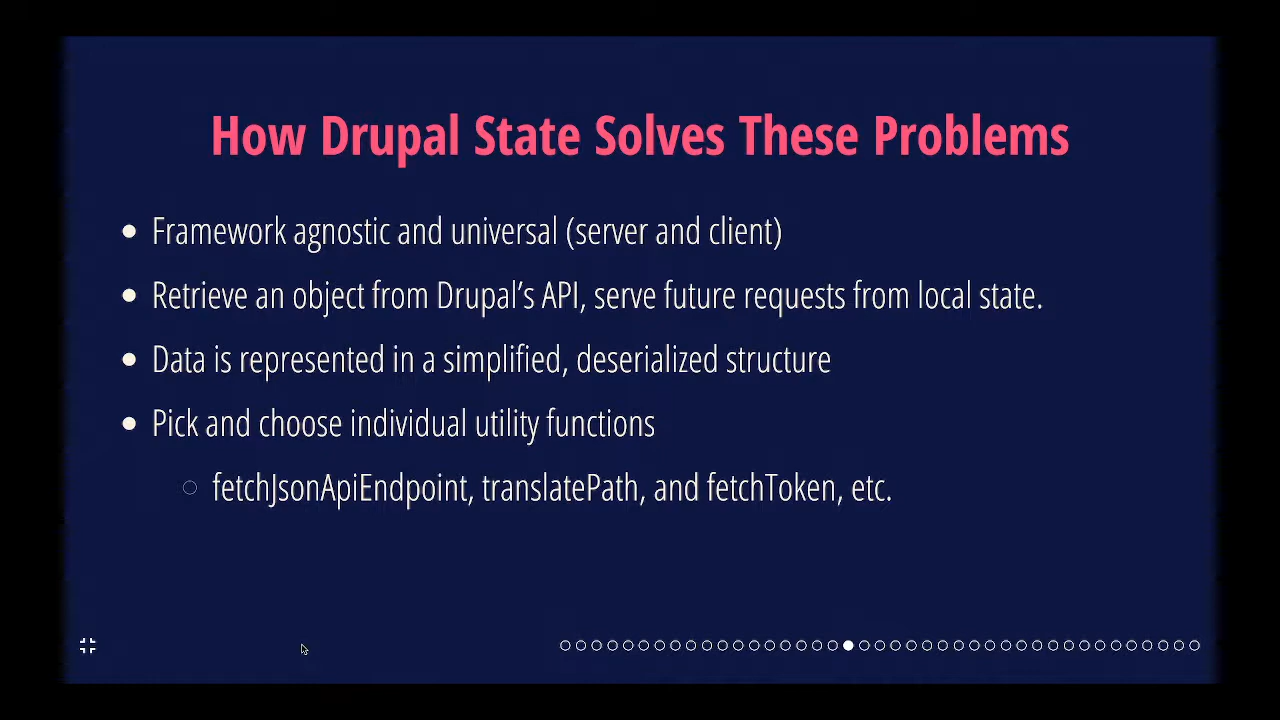 How Drupal State Solves These Problems
Framework agnostic and universal (server and client)
Retrieve an object from Drupal’s API, serve future requests from local state.
Data is represented in a simplified, deserialized structure
Pick and choose individual utility functions
fetchJsonApiEndpoint, translatePath, and fetchToken, etc.